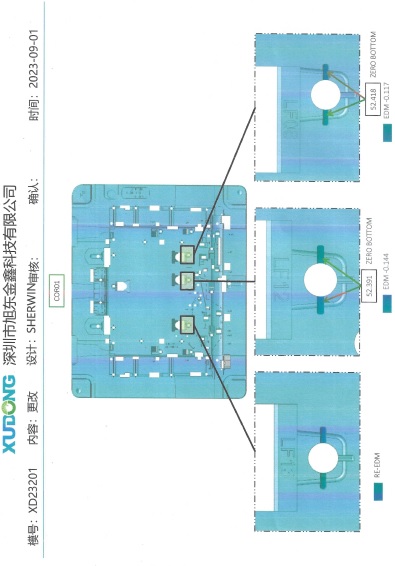 XUDONG 深圳市旭东金鑫科技有限公司
模号: XD23201 内容: 更改 设计: SHERWIN审核: 确认: 时间: 2023-09-01
COR01
RE-EDM
52.391
ZERO BOTTOM
EDM -0.144
52.418
ZERO BOTTOM
EDM -0.117